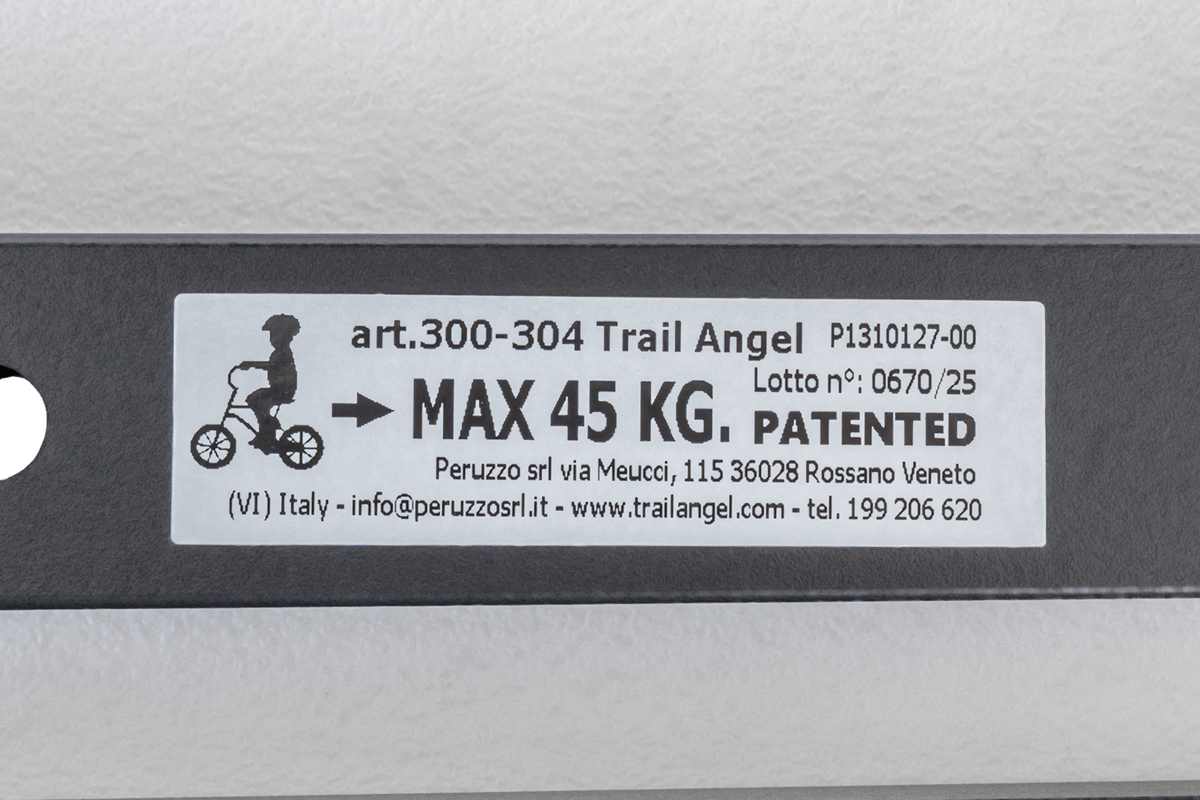 art.300-304 Trail Angel P1310127-00
Lotto nº: 0670/25
MAX 45 KG. PATENTED
Peruzzo srl via Meucci, 115 36028 Rossano Veneto
(VI) Italy - info@peruzzosrl.it - www.trailangel.com - tel. 199 206 620